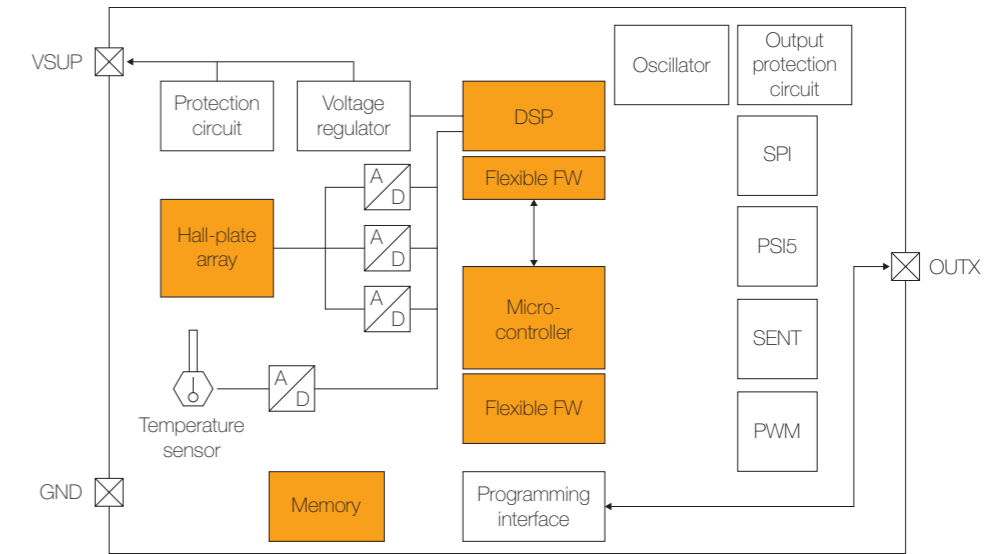 VSUP
Protection
circuit
Voltage
regulator
DSP
Flexible FW
Oscillator
Output
protection
circuit
SPI
A
D
Hall-plate
array
A
D
PSI5
OUTX
A
D
Micro-
controller
SENT
A
D
Flexible FW
Temperature
sensor
PWM
GND
Memory
Programming
interface